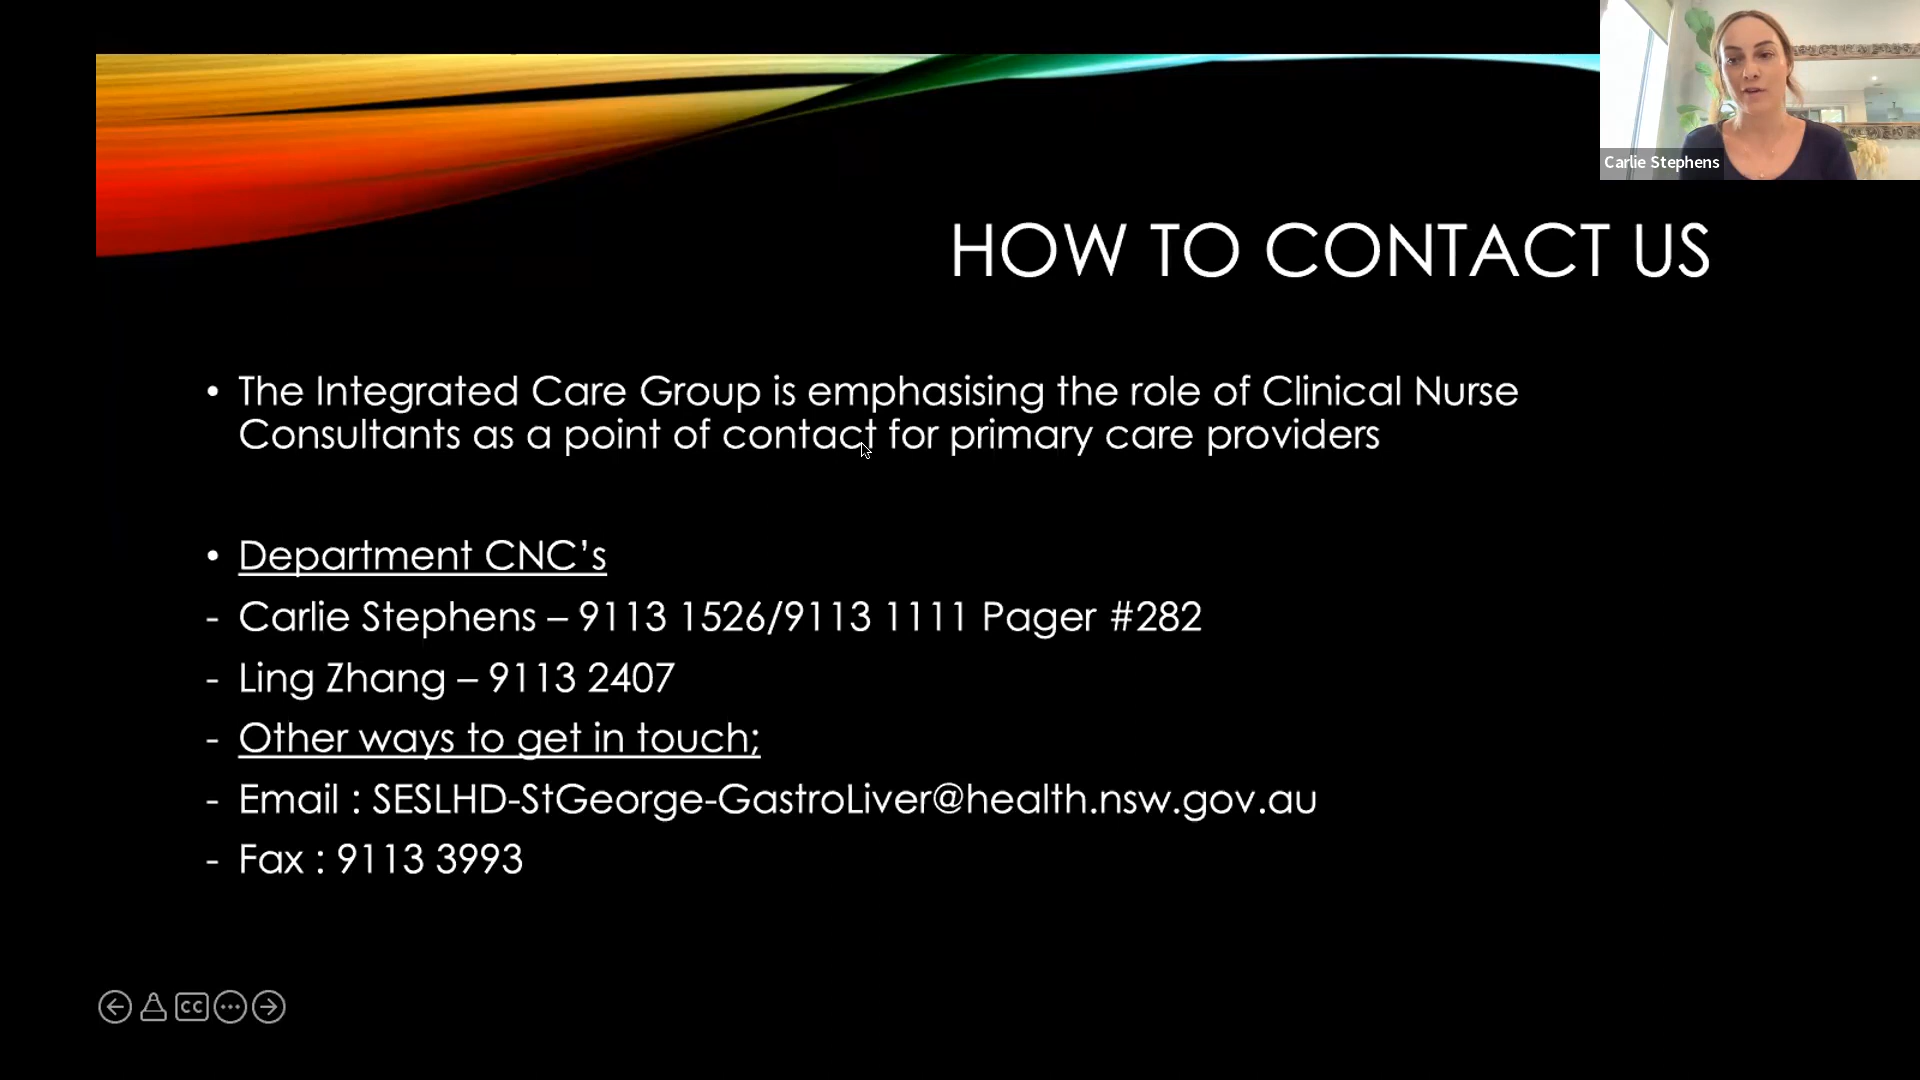 Carlie Stephens
HOW TO CONTACT US
• The Integrated Care Group is emphasising the role of Clinical Nurse
Consultants as a point of contact for primary care providers
• Department CNC’s
- Carlie Stephens – 9113 1526/9113 1111 Pager #282
- Ling Zhang – 9113 2407
- Other ways to get in touch;
- Email : SESLHD-StGeorge-GastroLiver@health.nsw.gov.au
- Fax : 9113 3993
CC